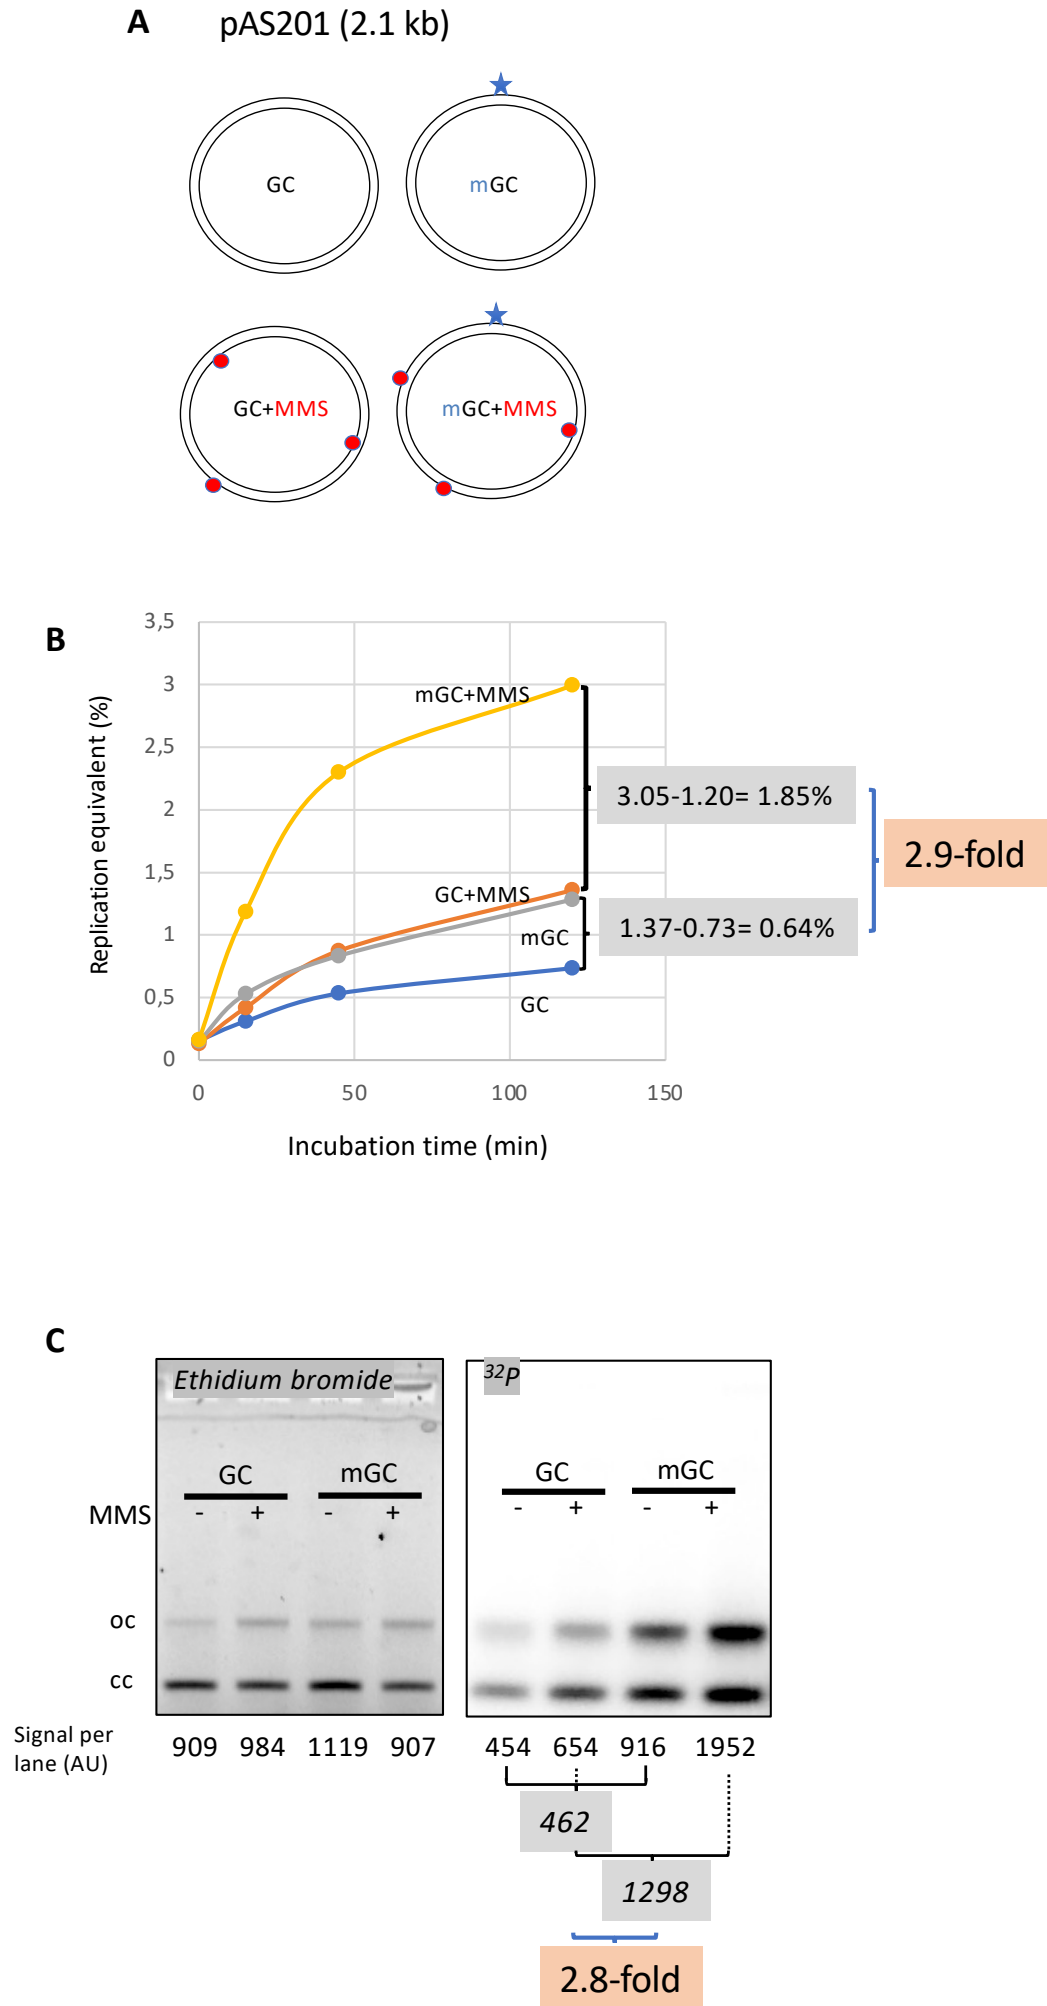 A pAS201 (2.1 kb)
GC mGC
GC+MMS mGC+MMS
B
Replication equivalent (%)
3,5
3
2,5
2
1,5
1
0,5
0
0 50 100 150
Incubation time (min)
mGC+MMS
GC+MMS
mGC
GC
3.05-1.20= 1.85%
1.37-0.73= 0.64%
2.9-fold
C
Ethidium bromide
GC mGC
MMS - + - +
oc
cc
32P
GC mGC
- + - +
Signal per
lane (AU)
909 984 1119 907
454 654 916 1952
462
1298
2.8-fold